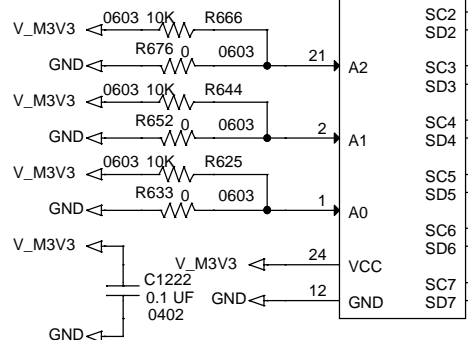 SC2
V_M3V3 0603 10K R666 SD2
R676 0 0603 21 A2 SC3
GND
V_M3V3 0603 10K R644 SD3
R652 0 0603 2 A1 SC4
GND SD4
V_M3V3 0603 10K R625 SC5
R633 0 0603 1 A0 SD5
GND
V_M3V3 SC6
SD6
V_M3V3 24 VCC
C1222 SC7
0.1 UF GND 12 GND SD7
0402
GND